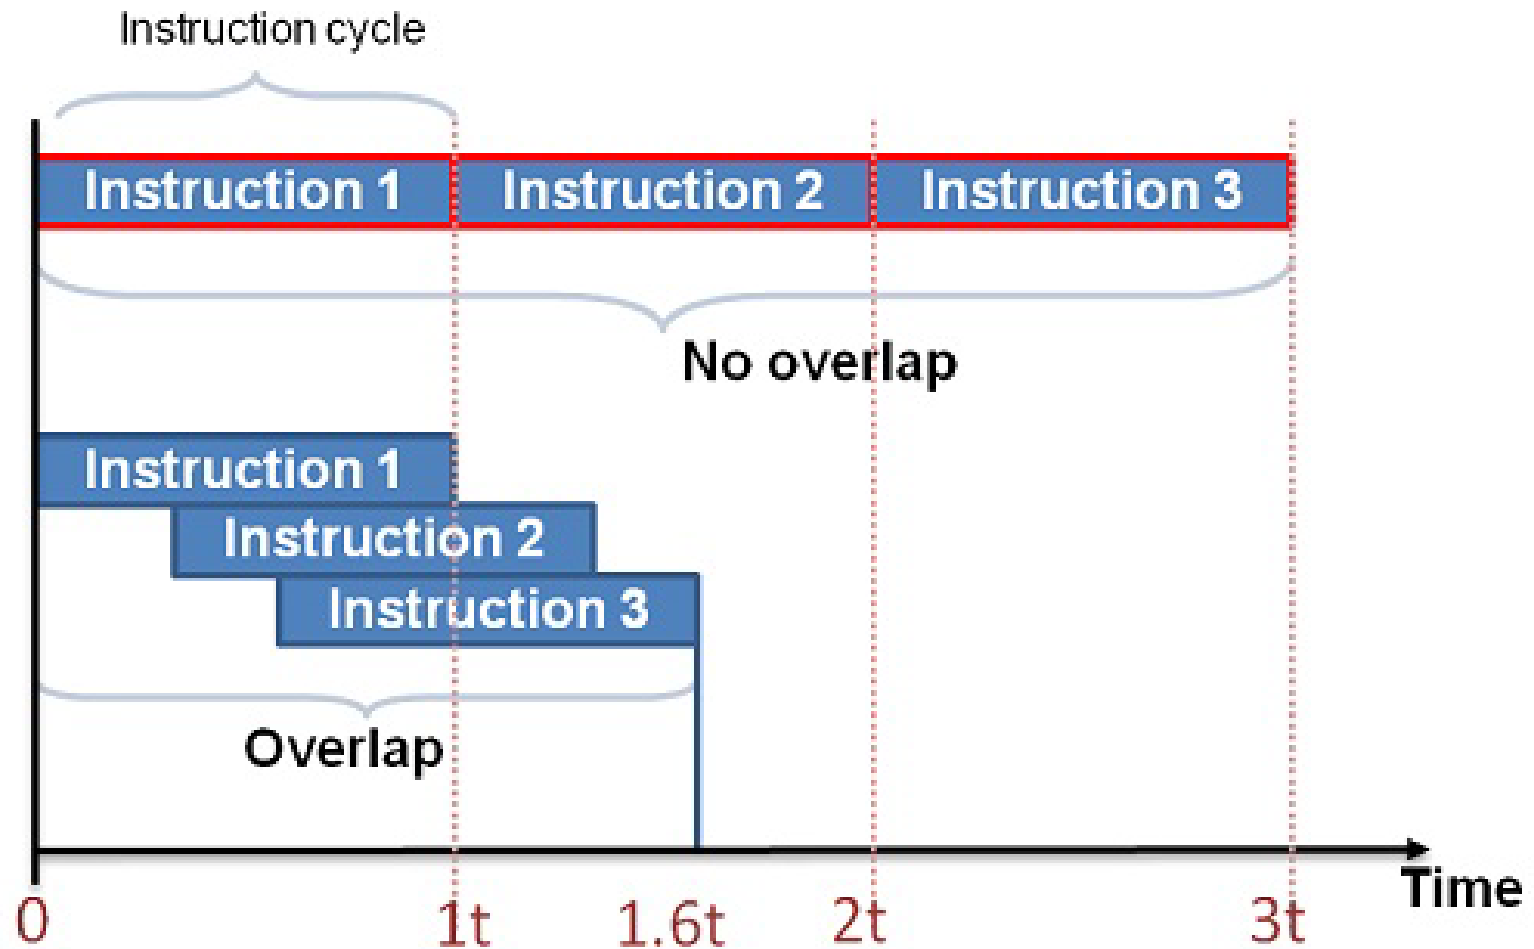 Instruction cycle
Instruction 1 Instruction 2 Instruction 3
No overlap
Instruction 1
Instruction 2
Instruction 3
Overlap
Time
0 1t 1.6t 2t 3t